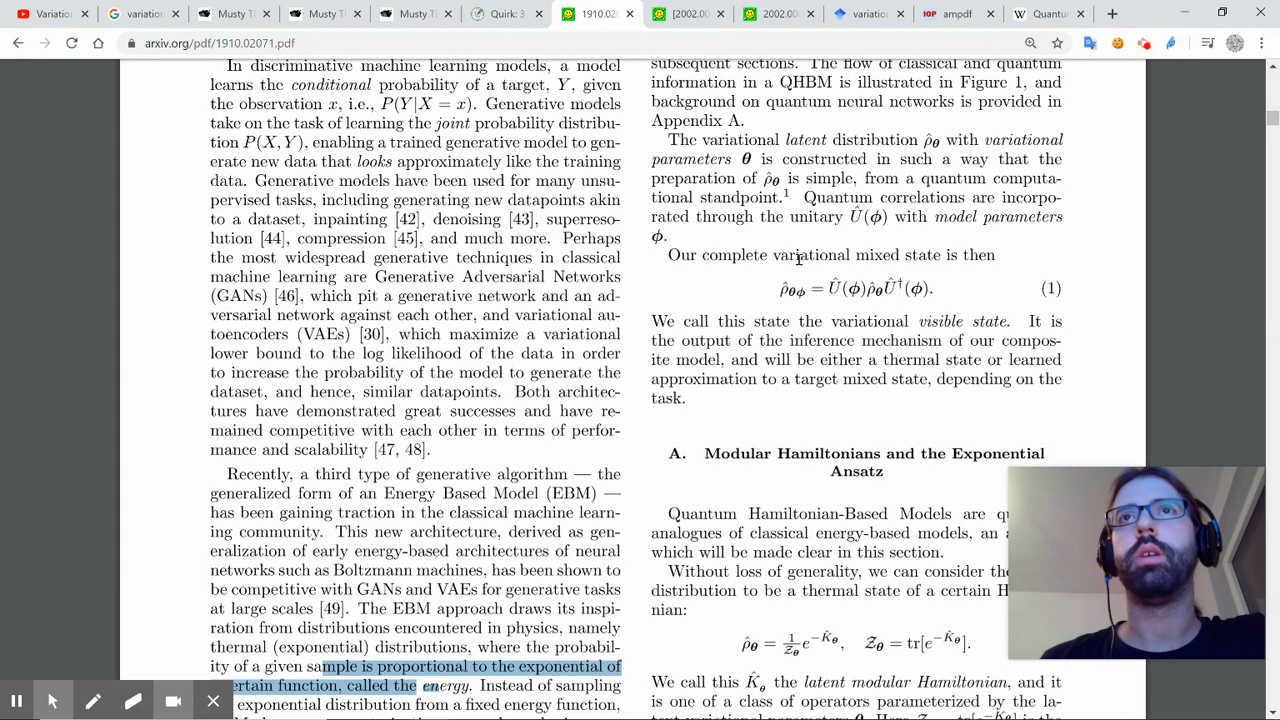 Variation
variation
Musty Th
Musty Th
Musty Th
Quirk: 3
1910.020
[2002.00
2002.000
variation
IOP ampdf
W Quantu
arxiv.org/pdf/1910.02071.pdf
In discriminative machine learning models, a model
learns the conditional probability of a target, Y, given
the observation x, i.e., P(Y|X = x). Generative models
take on the task of learning the joint probability distribu-
tion P(X, Y), enabling a trained generative model to gen-
erate new data that looks approximately like the training
data. Generative models have been used for many unsu-
pervised tasks, including generating new datapoints akin
to a dataset, inpainting [42], denoising [43], superreso-
lution [44], compression [45], and much more. Perhaps
the most widespread generative techniques in classical
machine learning are Generative Adversarial Networks
(GANs) [46], which pit a generative network and an ad-
versarial network against each other, and variational au-
toencoders (VAEs) [30], which maximize a variational
lower bound to the log likelihood of the data in order
to increase the probability of the model to generate the
dataset, and hence, similar datapoints. Both architec-
tures have demonstrated great successes and have re-
mained competitive with each other in terms of perfor-
mance and scalability [47, 48].
Recently, a third type of generative algorithm — the
generalized form of an Energy Based Model (EBM) —
has been gaining traction in the classical machine learn-
ing community. This new architecture, derived as gen-
eralization of early energy-based architectures of neural
networks such as Boltzmann machines, has been shown to
be competitive with GANs and VAEs for generative tasks
at large scales [49]. The EBM approach draws its inspi-
ration from distributions encountered in physics, namely
thermal (exponential) distributions, where the probabil-
ity of a given sample is proportional to the exponential of
ertain function, called the energy. Instead of sampling
exponential distribution from a fixed energy function,
subsequent sections. The flow of classical and quantum
information in a QHBM is illustrated in Figure 1, and
background on quantum neural networks is provided in
Appendix A.
The variational latent distribution ρ̂θ with variational
parameters θ is constructed in such a way that the
preparation of ρ̂θ is simple, from a quantum computa-
tional standpoint.¹ Quantum correlations are incorpo-
rated through the unitary Û(ϕ) with model parameters
ϕ.
Our complete variational mixed state is then
ρ̂θϕ = Û(ϕ)ρ̂θÛ†(ϕ). (1)
We call this state the variational visible state. It is
the output of the inference mechanism of our compos-
ite model, and will be either a thermal state or learned
approximation to a target mixed state, depending on the
task.
A. Modular Hamiltonians and the Exponential
Ansatz
Quantum Hamiltonian-Based Models are qu
analogues of classical energy-based models, an a
which will be made clear in this section.
Without loss of generality, we can consider the
distribution to be a thermal state of a certain H
nian:
ρ̂θ = 1/Zθ e^−K̂θ, Zθ = tr[e^−K̂θ].
We call this K̂θ the latent modular Hamiltonian, and it
is one of a class of operators parameterized by the la-